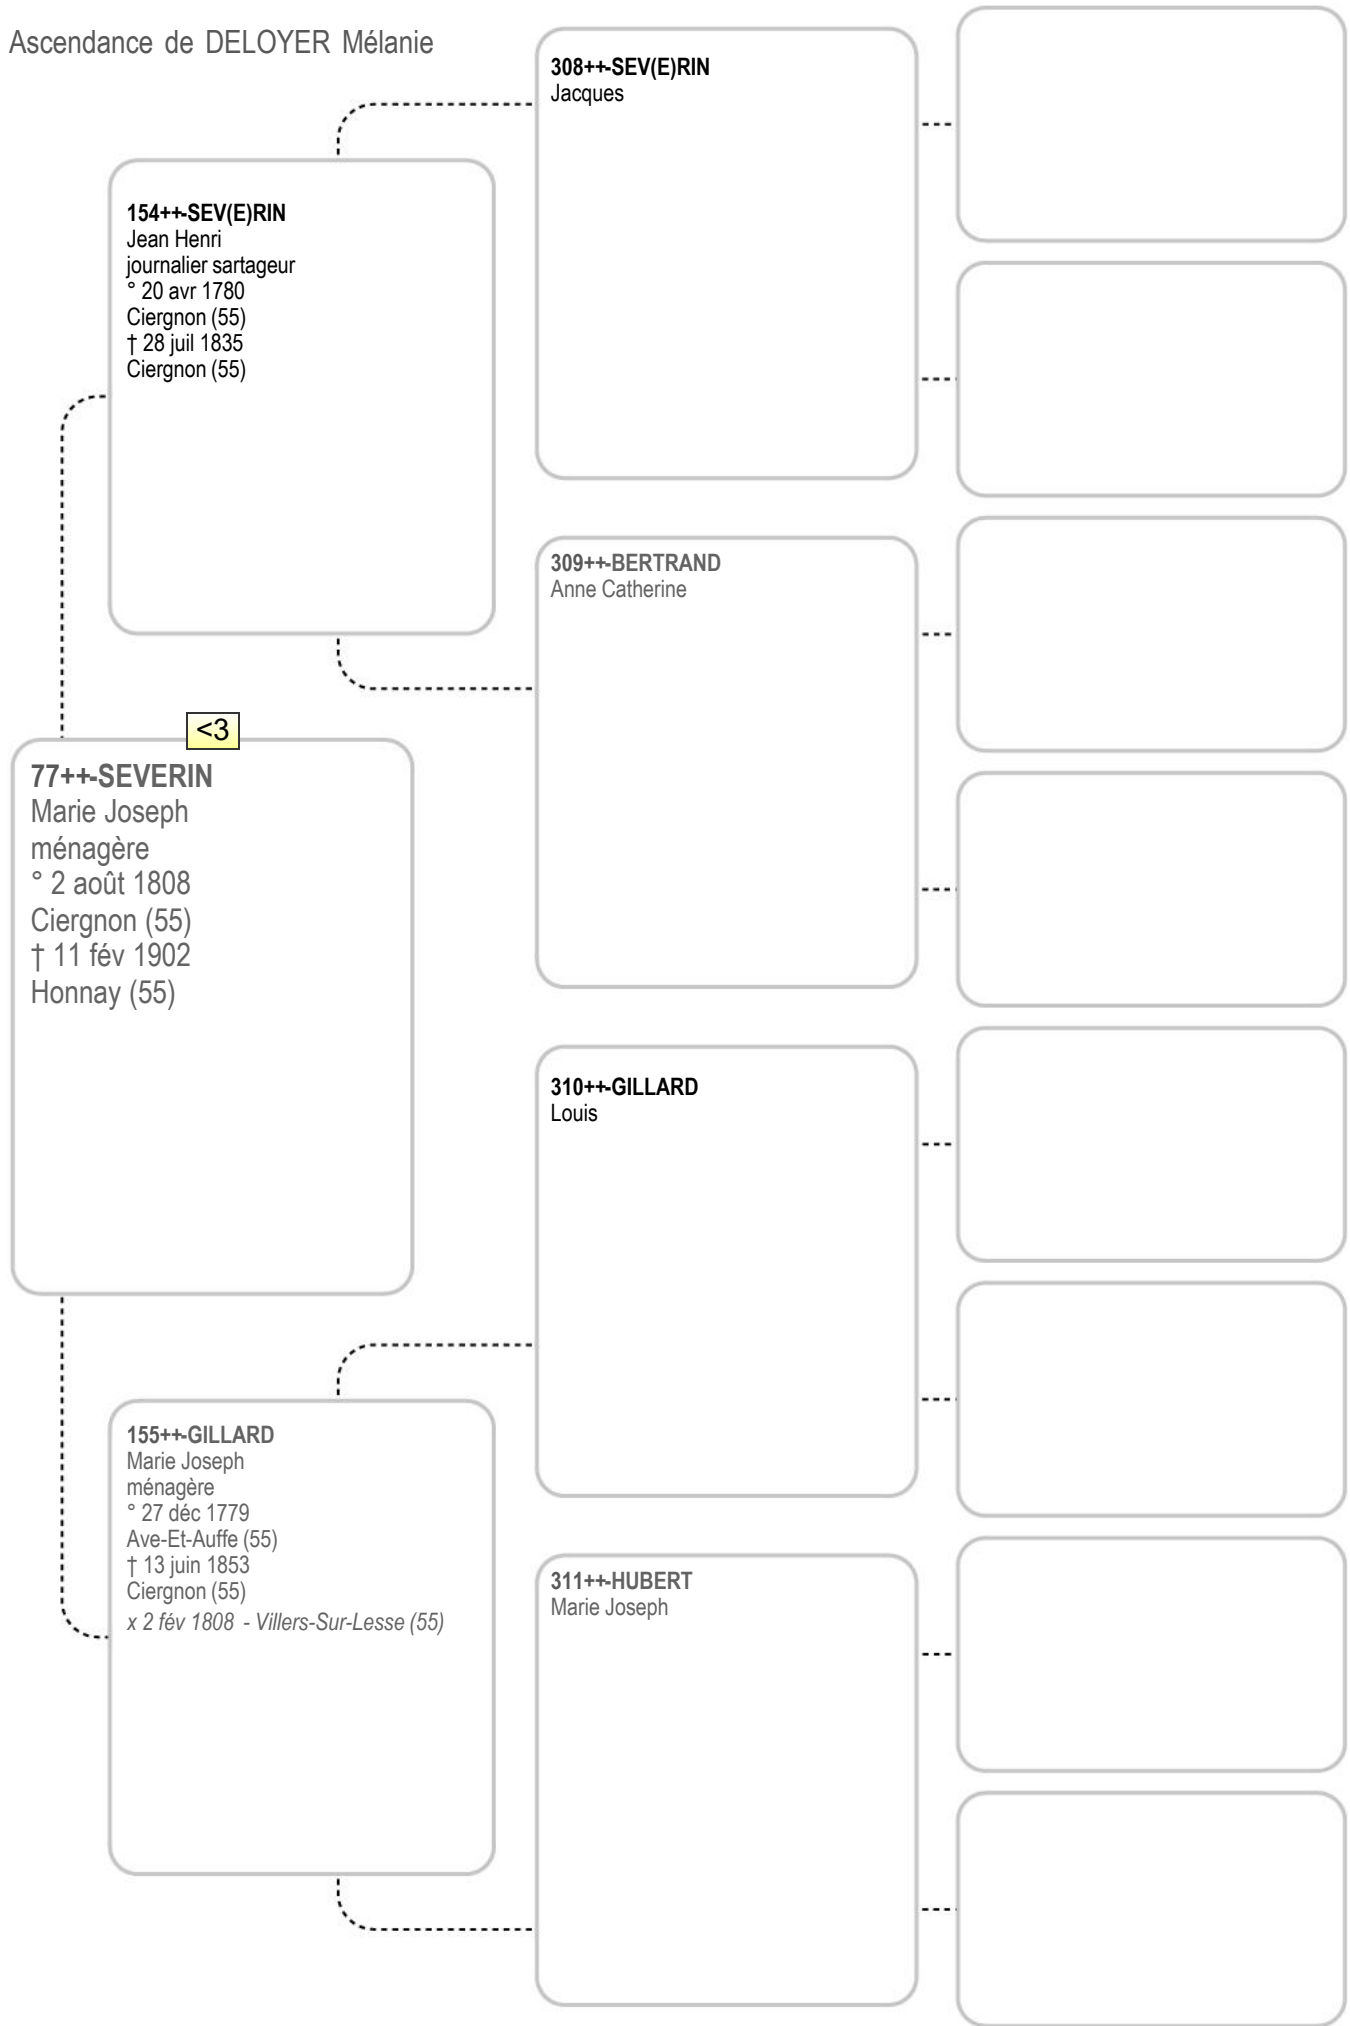 Ascendance de DELOYER Mélanie
308++-SEV(E)RIN
Jacques
154++-SEV(E)RIN
Jean Henri
journalier sartageur
° 20 avr 1780
Ciergnon (55)
† 28 juil 1835
Ciergnon (55)
309++-BERTRAND
Anne Catherine
<3
77++-SEVERIN
Marie Joseph
ménagère
° 2 août 1808
Ciergnon (55)
† 11 fév 1902
Honnay (55)
310++-GILLARD
Louis
155++-GILLARD
Marie Joseph
ménagère
° 27 déc 1779
Ave-Et-Auffe (55)
† 13 juin 1853
Ciergnon (55)
x 2 fév 1808 - Villers-Sur-Lesse (55)
311++-HUBERT
Marie Joseph